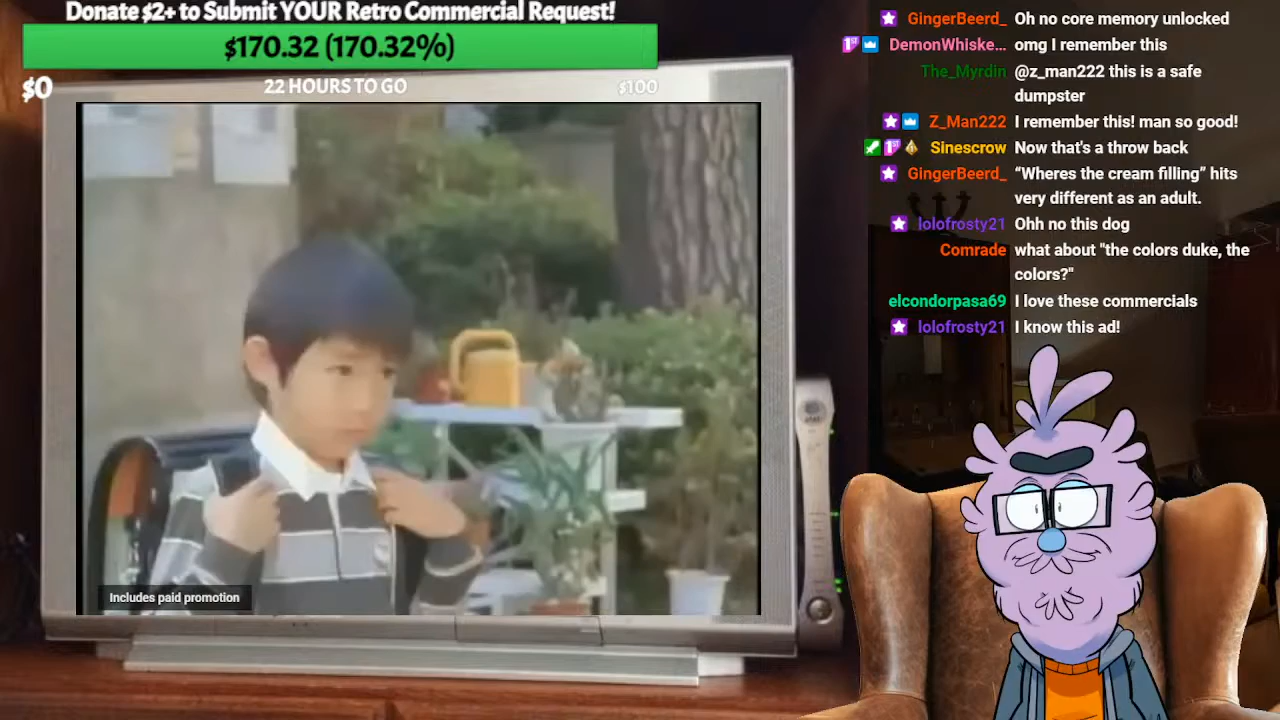 Donate $2+ to Submit YOUR Retro Commercial Request!
$170.32 (170.32%)
$0
22 HOURS TO GO
$100
Includes paid promotion
GingerBeerd_ Oh no core memory unlocked
DemonWhiske... omg I remember this
The_Myrdin @z_man222 this is a safe
dumpster
Z_Man222 I remember this! man so good!
Sinescrow Now that's a throw back
GingerBeerd_ “Wheres the cream filling” hits
very different as an adult.
lolofrosty21 Ohh no this dog
Comrade what about "the colors duke, the
colors?"
elcondorpasa69 I love these commercials
lolofrosty21 I know this ad!